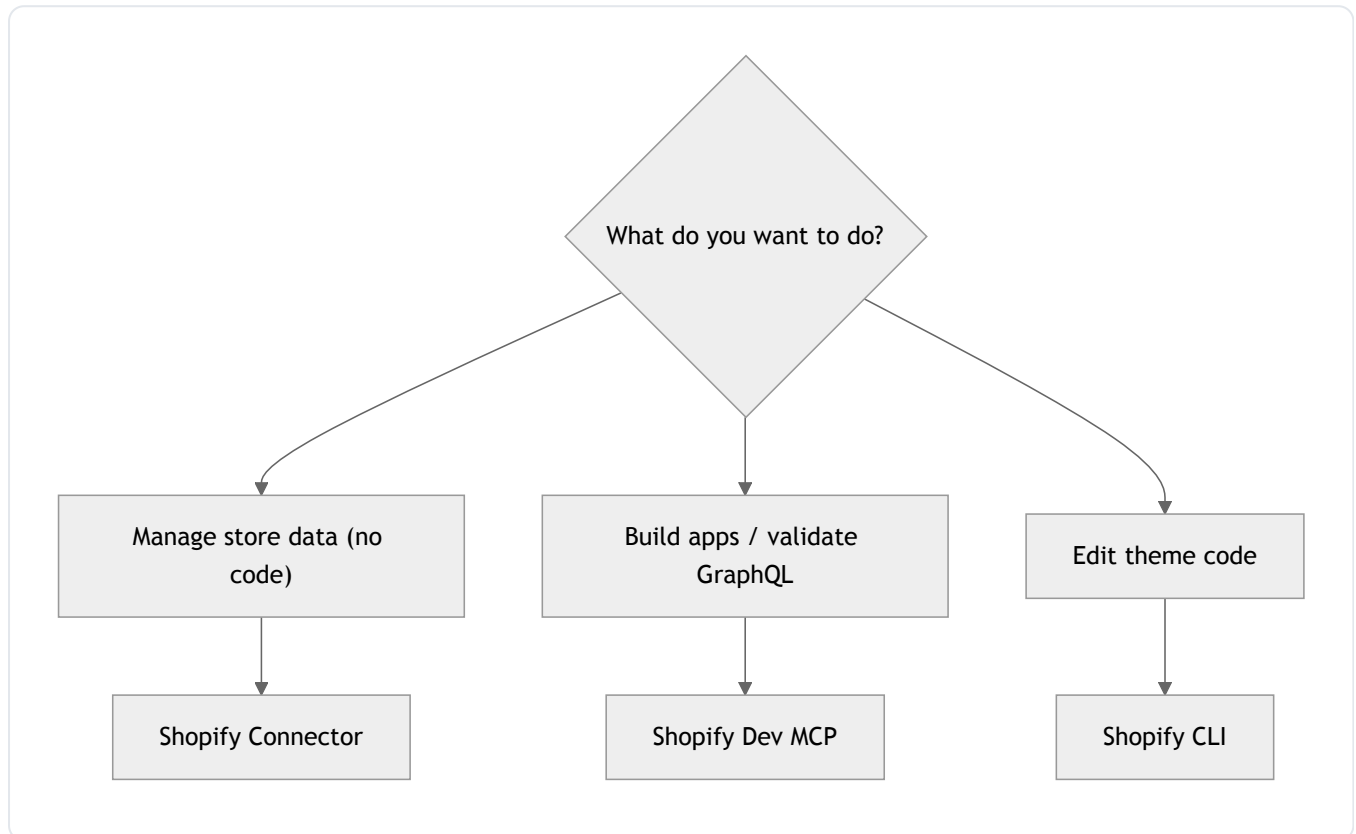 What do you want to do?
Manage store data (no
code)
Build apps / validate
GraphQL
Edit theme code
Shopify Connector
Shopify Dev MCP
Shopify CLI